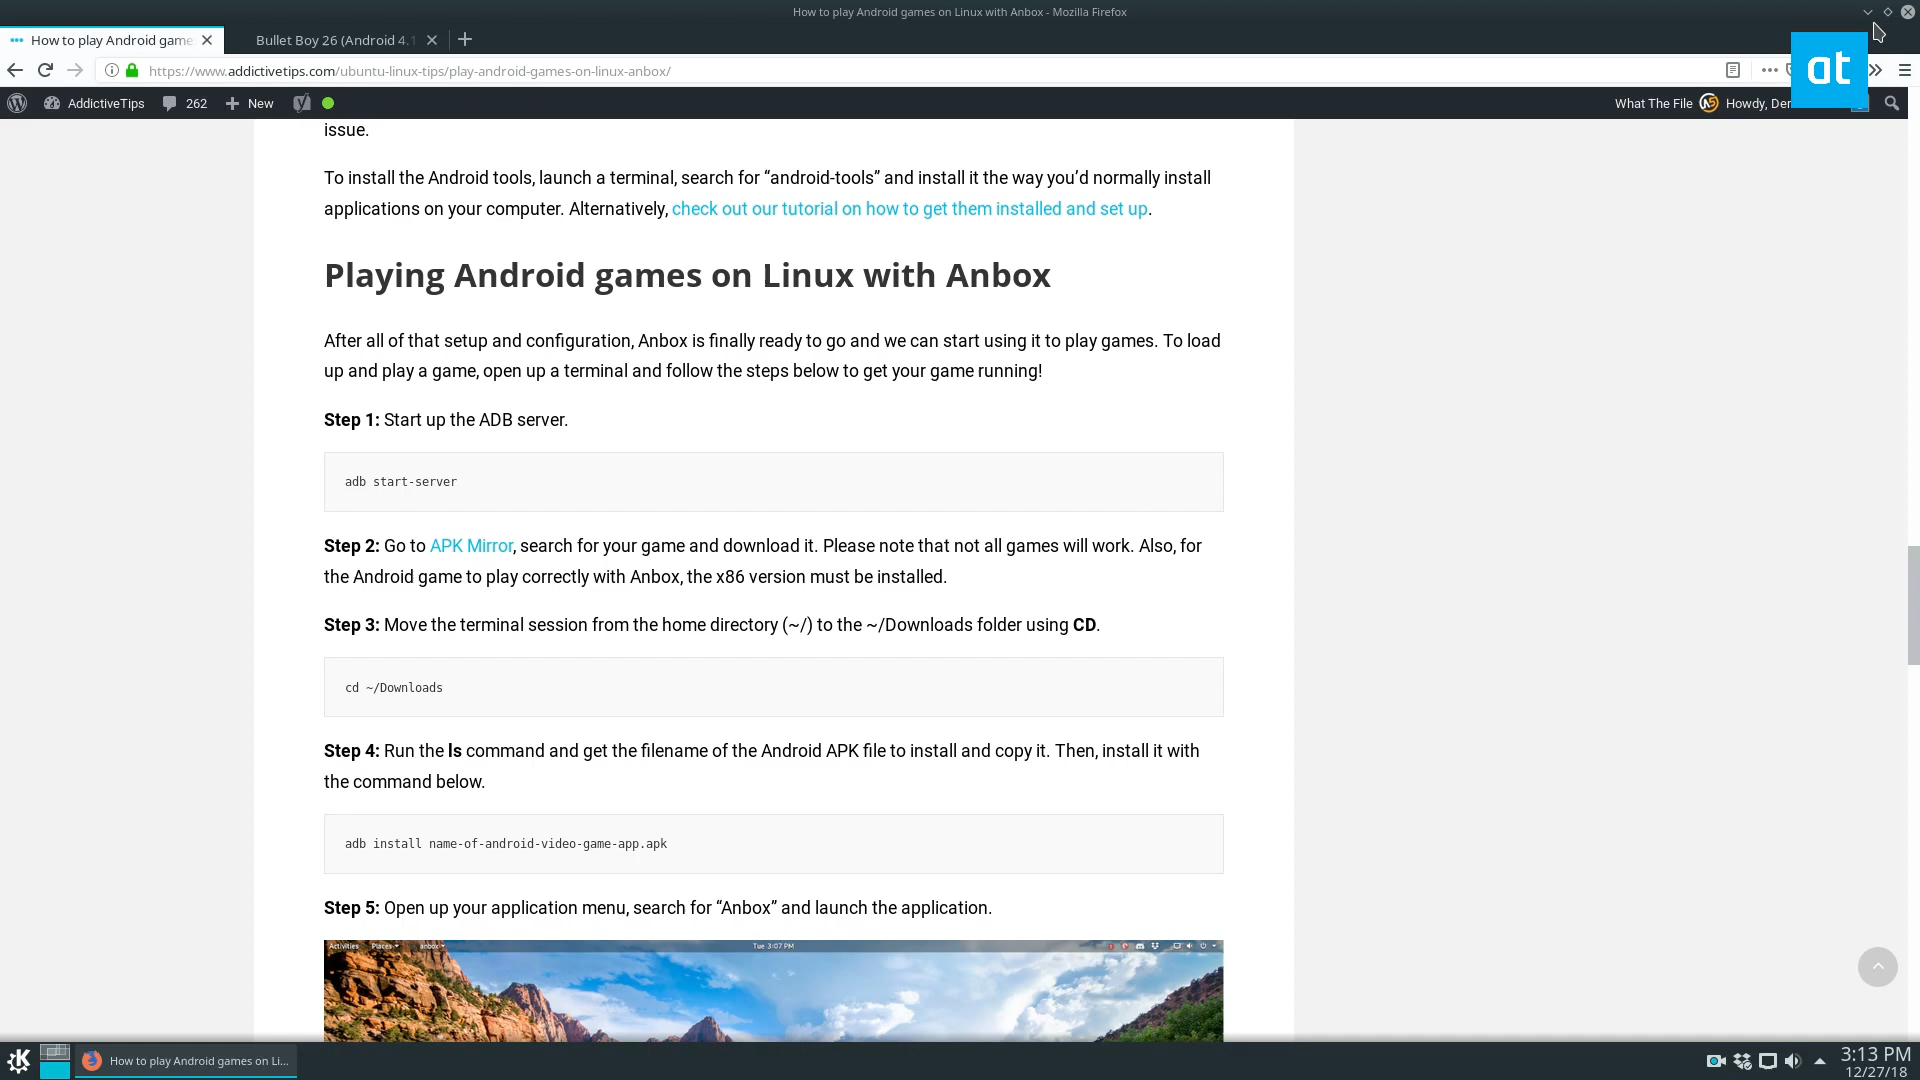 How to play Android games on Linux with Anbox - Mozilla Firefox
How to play Android game
Bullet Boy 26 (Android 4.1
https://www.addictivetips.com/ubuntu-linux-tips/play-android-games-on-linux-anbox/
at
AddictiveTips
262
New
What The File
Howdy, Der
issue.
To install the Android tools, launch a terminal, search for “android-tools” and install it the way you’d normally install
applications on your computer. Alternatively, check out our tutorial on how to get them installed and set up.
Playing Android games on Linux with Anbox
After all of that setup and configuration, Anbox is finally ready to go and we can start using it to play games. To load
up and play a game, open up a terminal and follow the steps below to get your game running!
Step 1: Start up the ADB server.
adb start-server
Step 2: Go to APK Mirror, search for your game and download it. Please note that not all games will work. Also, for
the Android game to play correctly with Anbox, the x86 version must be installed.
Step 3: Move the terminal session from the home directory (~/) to the ~/Downloads folder using CD.
cd ~/Downloads
Step 4: Run the ls command and get the filename of the Android APK file to install and copy it. Then, install it with
the command below.
adb install name-of-android-video-game-app.apk
Step 5: Open up your application menu, search for “Anbox” and launch the application.
Activities Places anbox Tue 3:07 PM
How to play Android games on Li...
3:13 PM
12/27/18